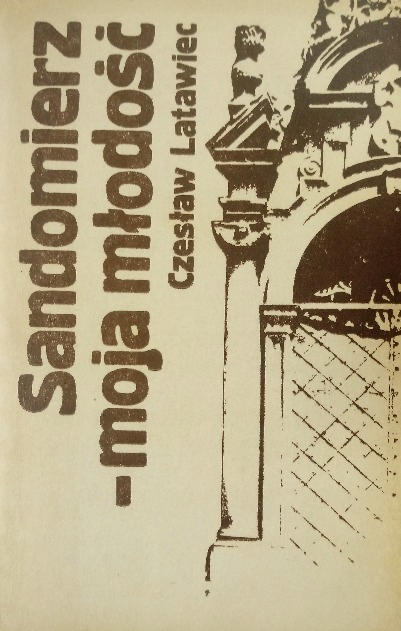 Sandomierz
-moja młodość
Czesław Latawiec